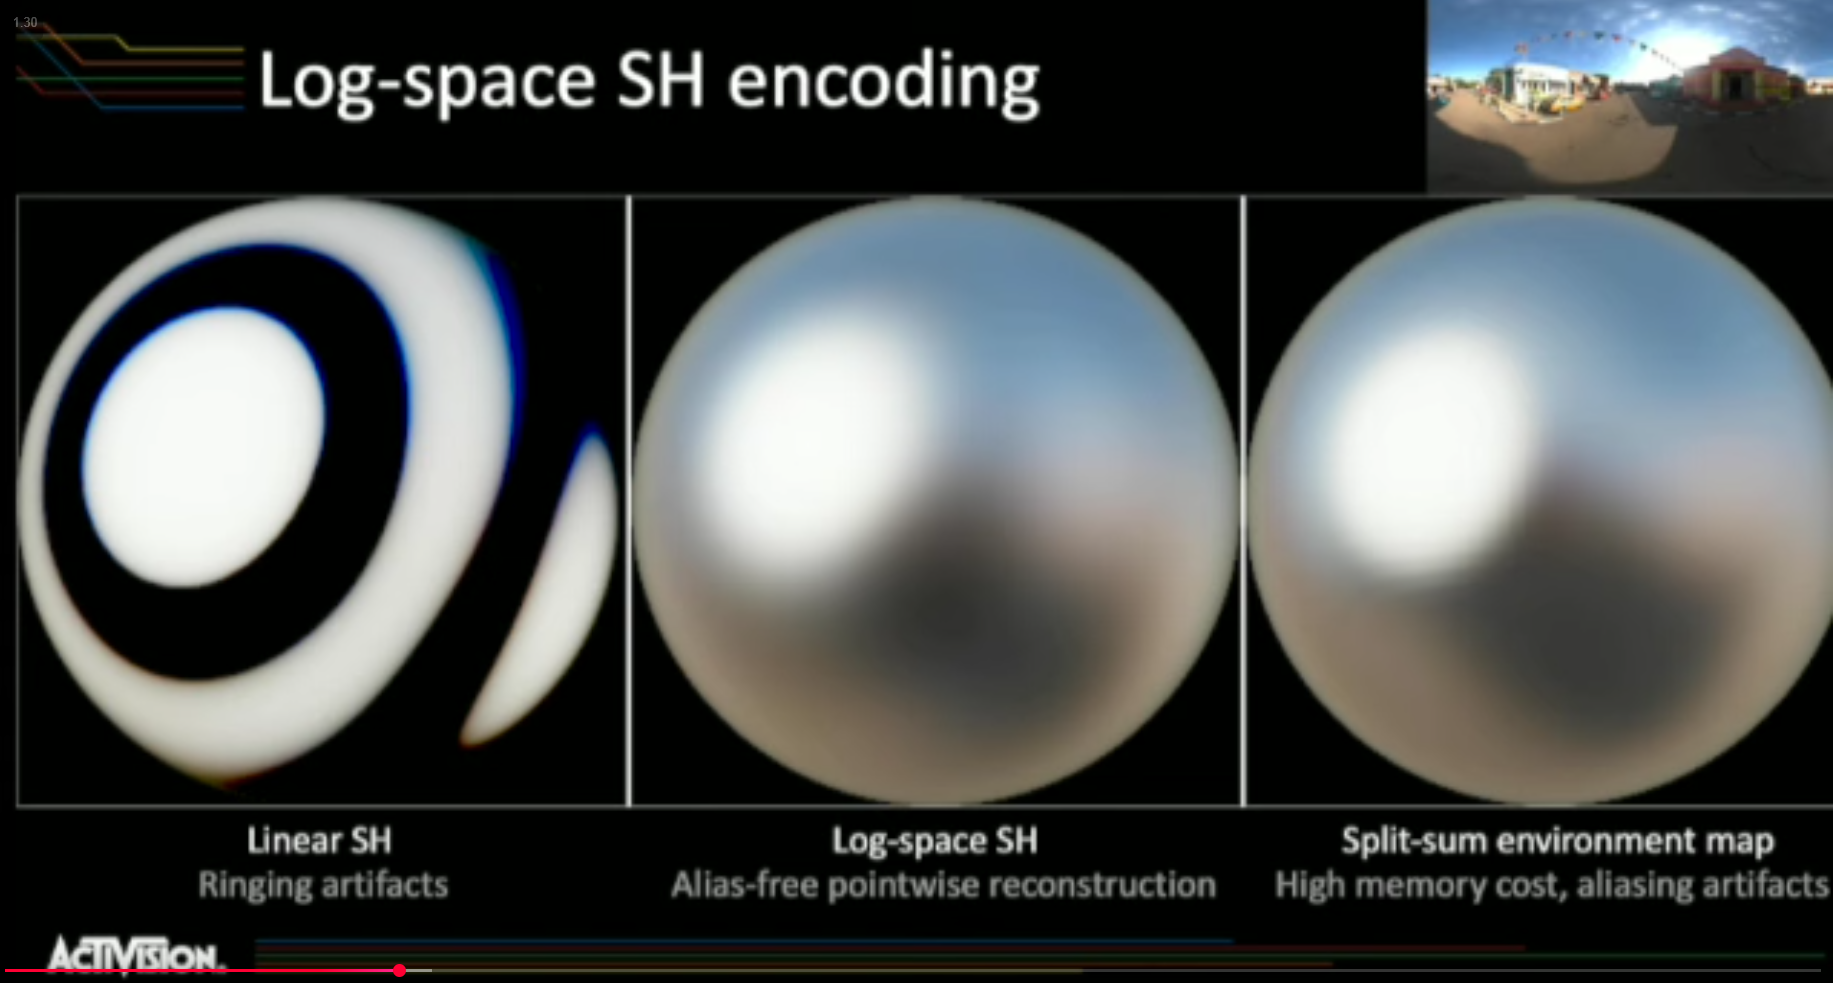 1.30
Log-space SH encoding
Linear SH
Ringing artifacts
Log-space SH
Alias-free pointwise reconstruction
Split-sum environment map
High memory cost, aliasing artifacts
ACTIVISION.